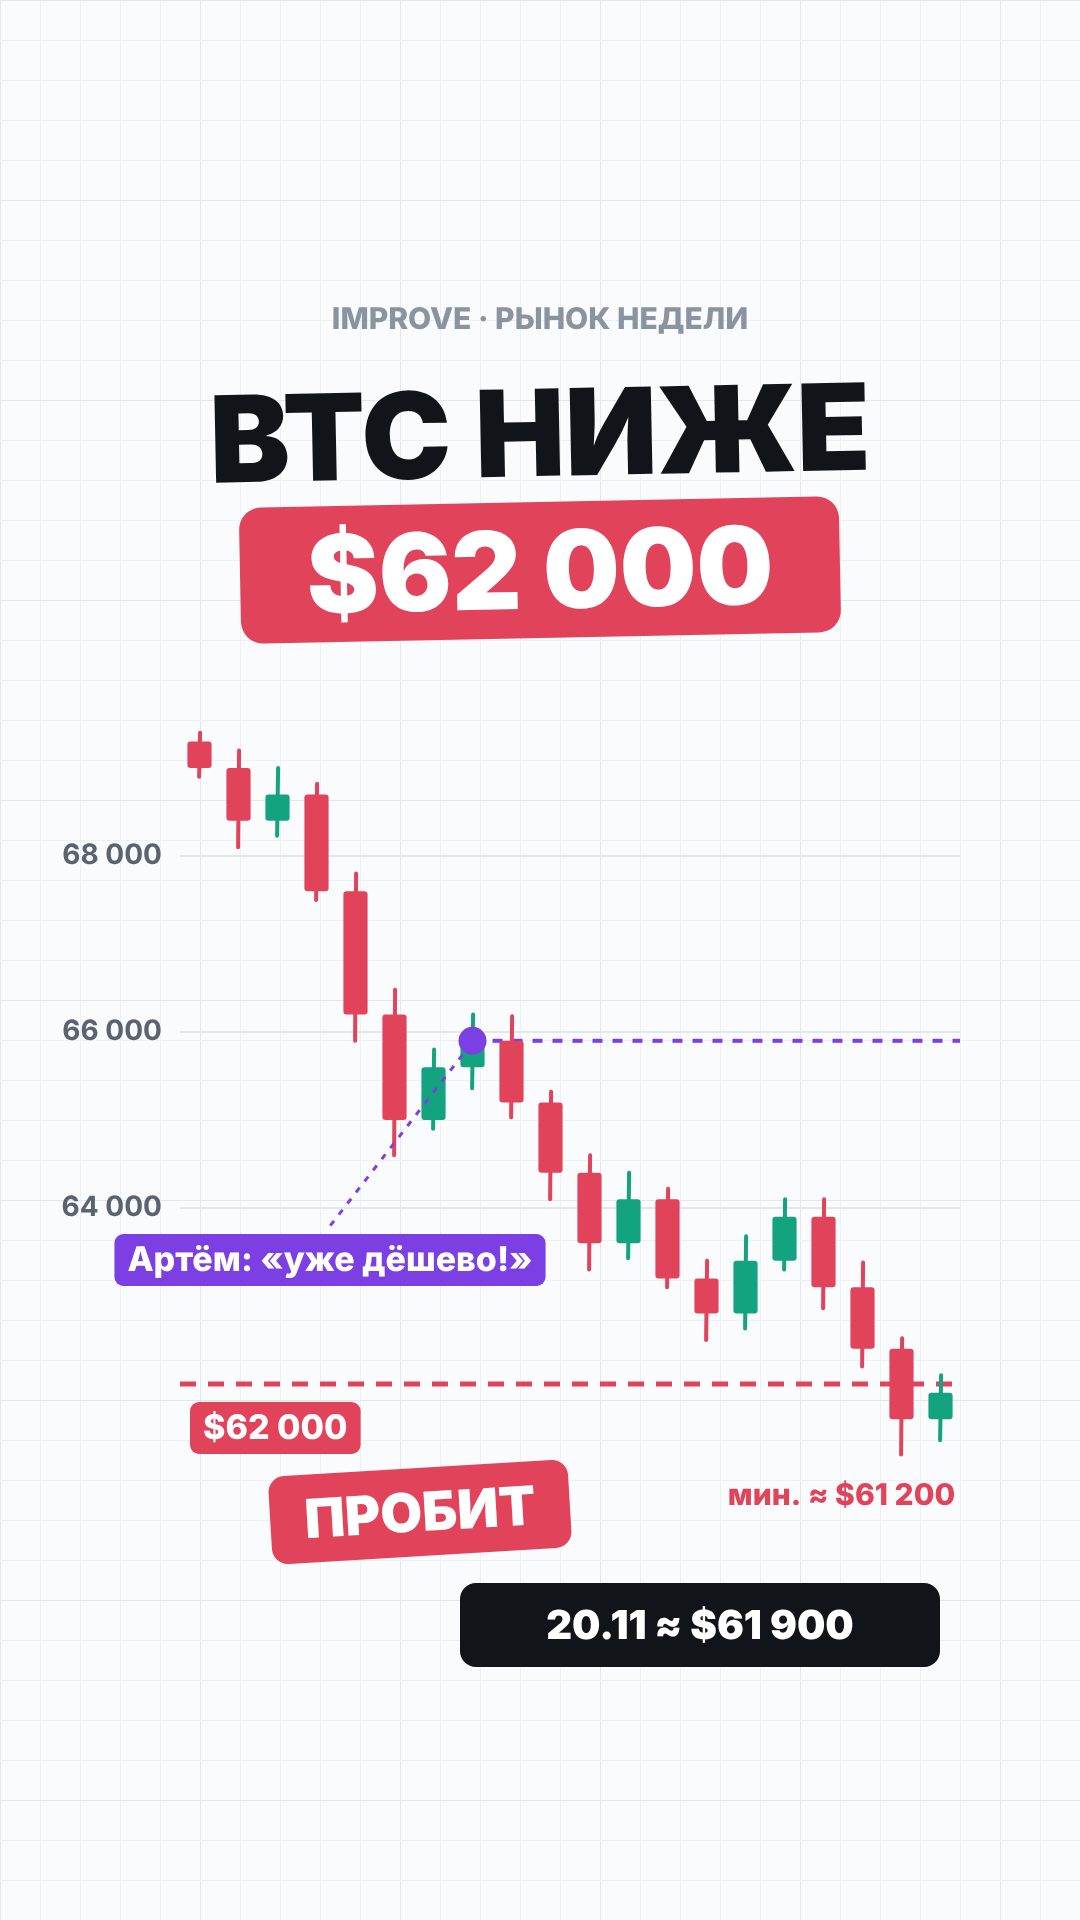 IMPROVE · РЫНОК НЕДЕЛИ
BTC НИЖЕ
$62 000
68 000
66 000
64 000
Артём: «уже дёшево!»
$62 000
ПРОБИТ
мин. ≈ $61 200
20.11 ≈ $61 900